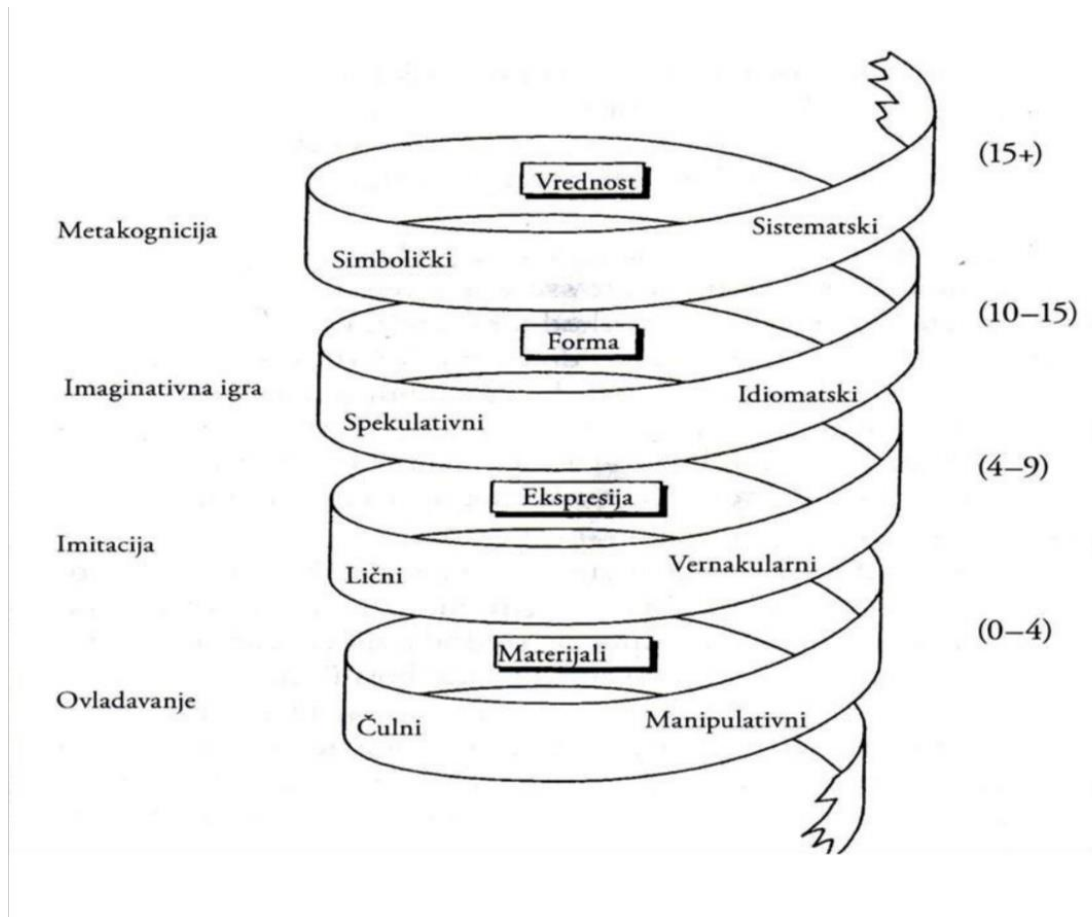 (15+)
Vrednost
Sistematski
Metakognicija
Simbolički
(10–15)
Forma
Imaginativna igra
Idiomatski
Spekulativni
(4–9)
Ekspresija
Imitacija
Vernakularni
Lični
(0–4)
Materijali
Ovladavanje
Manipulativni
Čulni